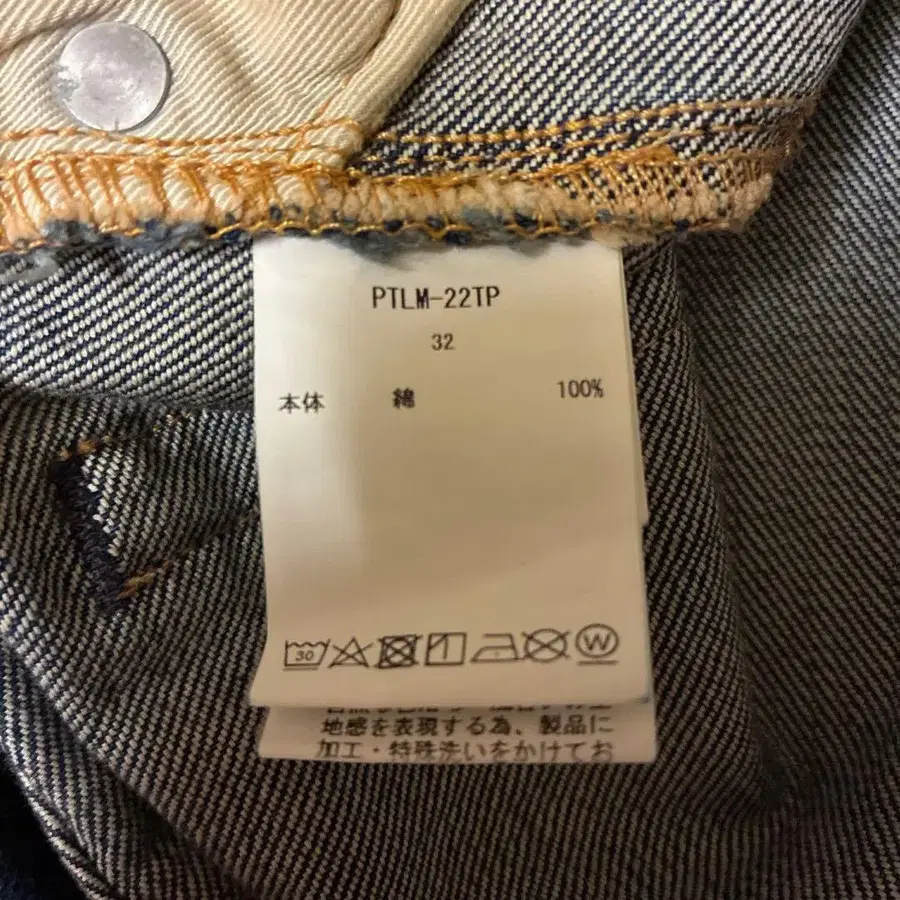 PTLM-22TP
32
本体 綿 100%
30 W
地感を表現する為、製品に
加工・特殊洗いをかけてお